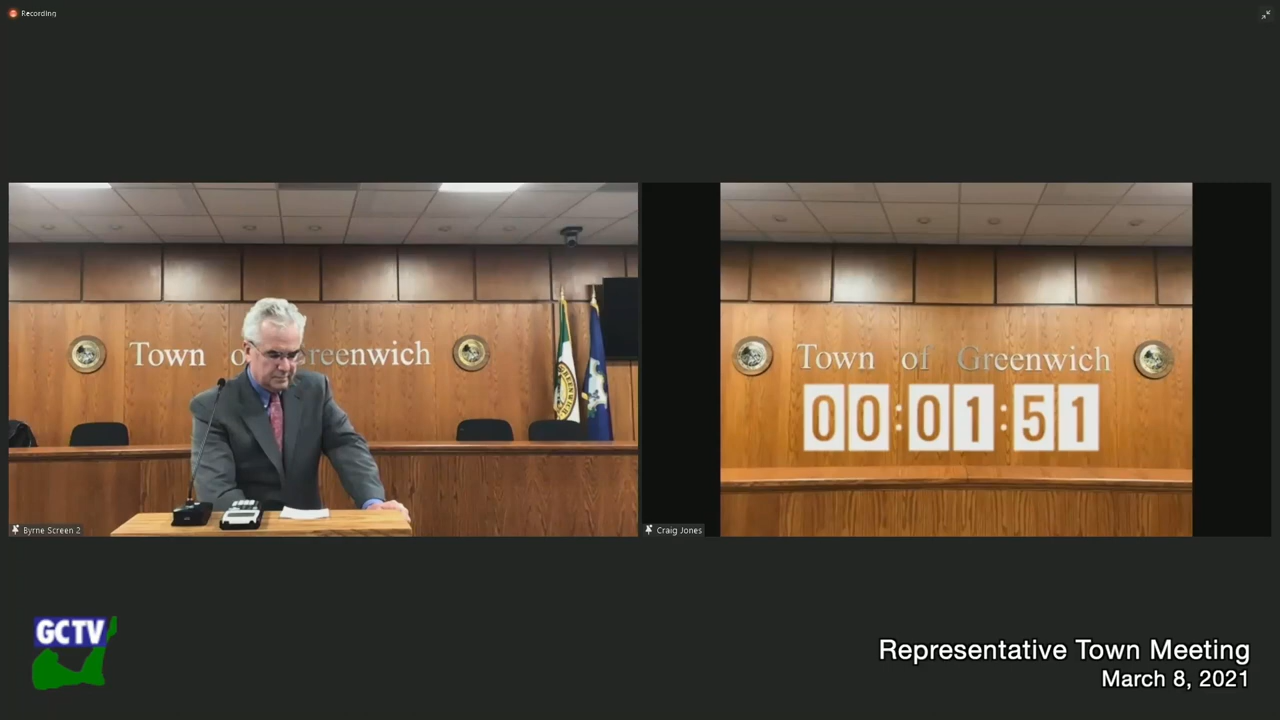 Recording
Town of Greenwich
GREENWICH
Byrne Screen 2
Town of Greenwich
00:01:51
Craig Jones
GCTV
Representative Town Meeting
March 8, 2021